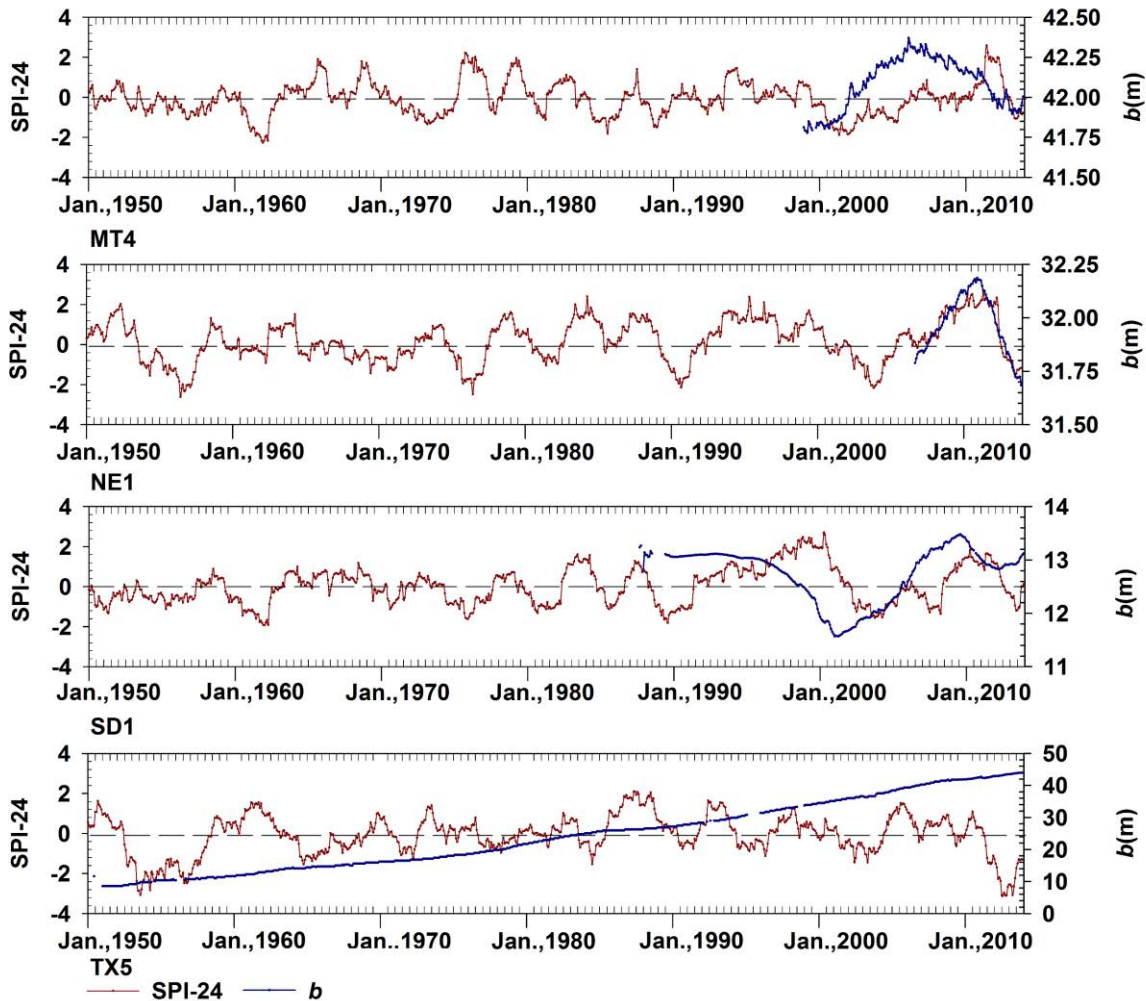 4 42.50
2 42.25
0 42.00
-2 41.75
-4 41.50
SPI-24
b(m)
Jan.,1950 Jan.,1960 Jan.,1970 Jan.,1980 Jan.,1990 Jan.,2000 Jan.,2010
MT4
4 32.25
2 32.00
0
-2 31.75
-4 31.50
SPI-24
b(m)
Jan.,1950 Jan.,1960 Jan.,1970 Jan.,1980 Jan.,1990 Jan.,2000 Jan.,2010
NE1
4 14
2 13
0
-2 12
-4 11
SPI-24
b(m)
Jan.,1950 Jan.,1960 Jan.,1970 Jan.,1980 Jan.,1990 Jan.,2000 Jan.,2010
SD1
4 50
2 40
0 30
-2 20
10
-4 0
SPI-24
b(m)
Jan.,1950 Jan.,1960 Jan..1970 Jan.,1980 Jan.,1990 Jan.,2000 Jan.,2010
TX5
SPI-24 b